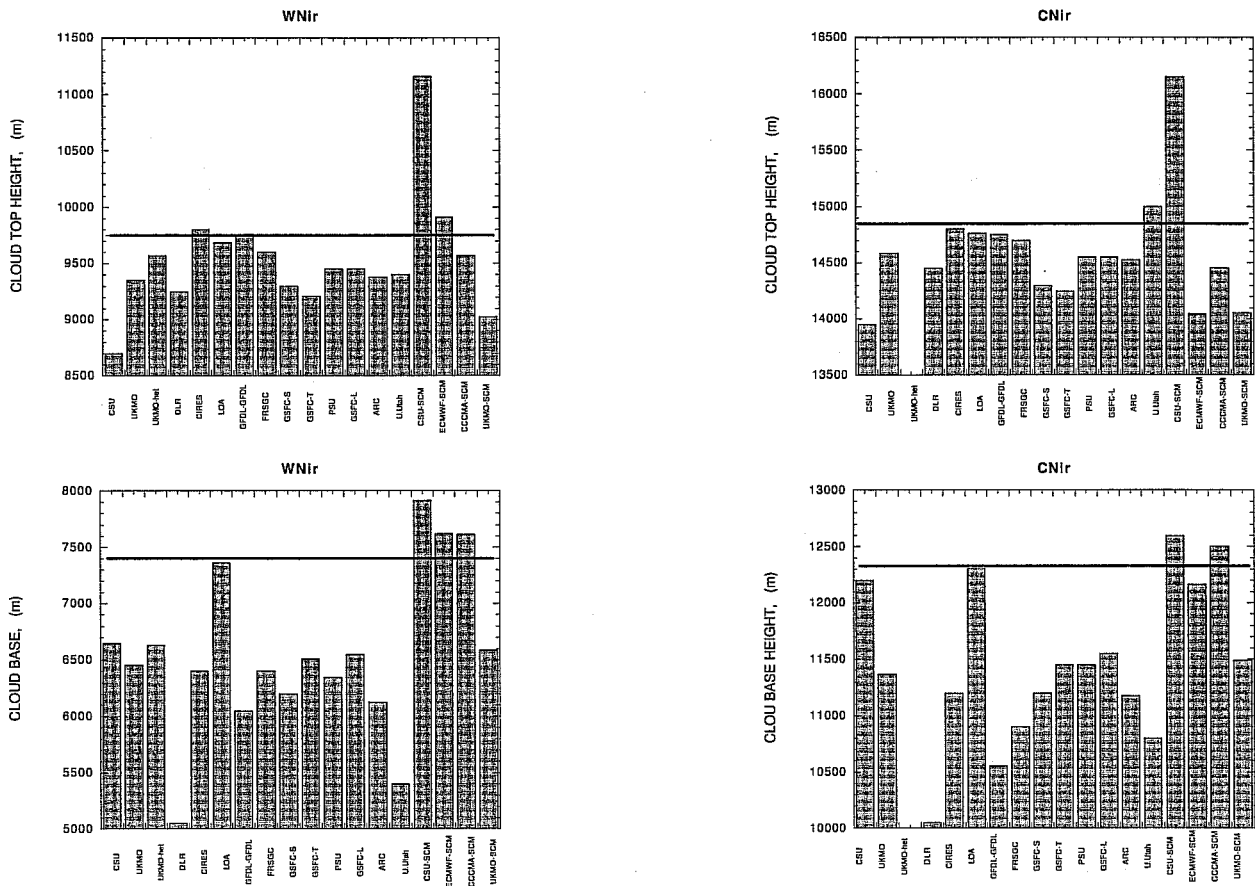 WNir
CLOUD TOP HEIGHT, (m)
11500
11000
10500
10000
9500
9000
8500
CSU
UKMO
UKMO-het
DLR
CIRES
LOA
GFDL-GFDL
FRSGC
GSFC-S
GSFC-T
PSU
GSFC-L
ARC
U.Utah
CSU-SCM
ECMWF-SCM
CCCMA-SCM
UKMO-SCM
CNir
CLOUD TOP HEIGHT, (m)
16500
16000
15500
15000
14500
14000
13500
CSU
UKMO
UKMO-het
DLR
CIRES
LOA
GFDL-GFDL
FRSGC
GSFC-S
GSFC-T
PSU
GSFC-L
ARC
U.Utah
CSU-SCM
ECMWF-SCM
CCCMA-SCM
UKMO-SCM
WNir
CLOUD BASE, (m)
8000
7500
7000
6500
6000
5500
5000
CSU
UKMO
UKMO-het
DLR
CIRES
LOA
GFDL-GFDL
FRSGC
GSFC-S
GSFC-T
PSU
GSFC-L
ARC
U.Utah
CSU-SCM
ECMWF-SCM
CCCMA-SCM
UKMO-SCM
CNir
CLOU BASE HEIGHT, (m)
13000
12500
12000
11500
11000
10500
10000
CSU
UKMO
UKMO-het
DLR
CIRES
LOA
GFDL-GFDL
FRSGC
GSFC-S
GSFC-T
PSU
GSFC-L
ARC
U.Utah
CSU-SCM
ECMWF-SCM
CCCMA-SCM
UKMO-SCM